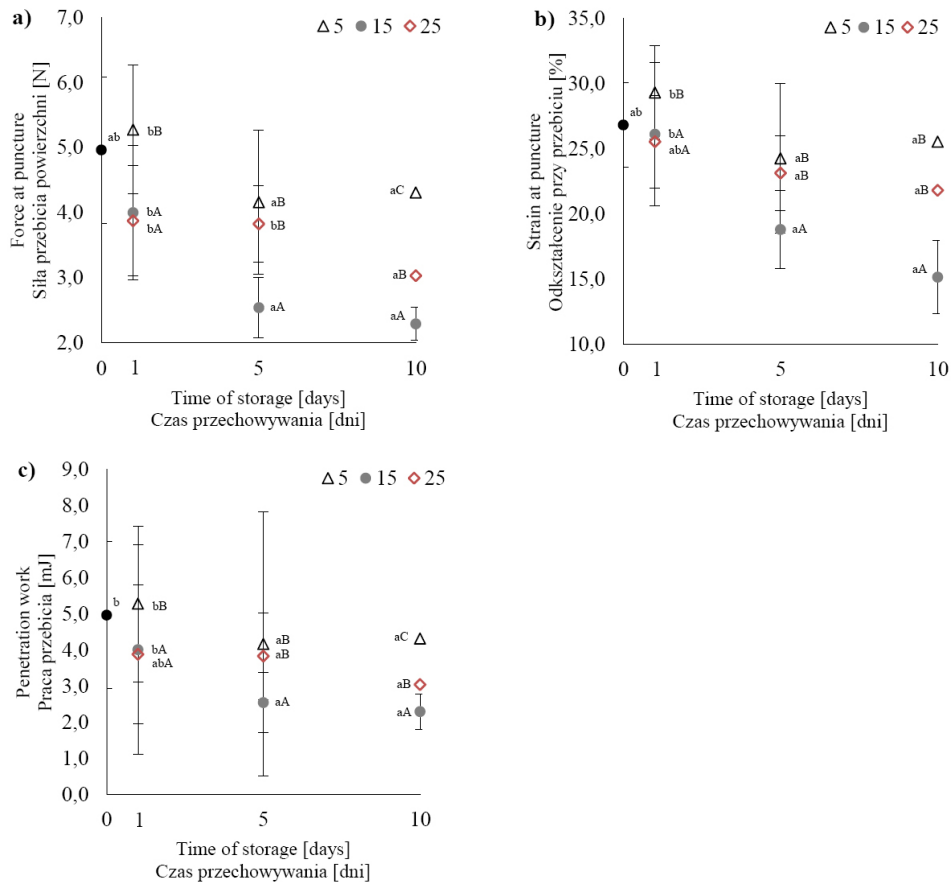 a)
△ 5 ● 15 ◇ 25
7,0
6,0
5,0
4,0
3,0
2,0
Force at puncture
Siła przebicia powierzchni [N]
ab
bB
bA
bA
aB
bB
aA
aC
aB
aA
0 1 5 10
Time of storage [days]
Czas przechowywania [dni]
b)
△ 5 ● 15 ◇ 25
35,0
30,0
25,0
20,0
15,0
10,0
Strain at puncture
Odkształcenie przy przebiciu [%]
ab
bB
bA
abA
aB
aB
aA
aB
aB
aA
0 1 5 10
Time of storage [days]
Czas przechowywania [dni]
c)
△ 5 ● 15 ◇ 25
9,0
8,0
7,0
6,0
5,0
4,0
3,0
2,0
1,0
0,0
Penetration work
Praca przebicia [mJ]
b
bB
bA
abA
aB
aB
aA
aC
aB
aA
0 1 5 10
Time of storage [days]
Czas przechowywania [dni]